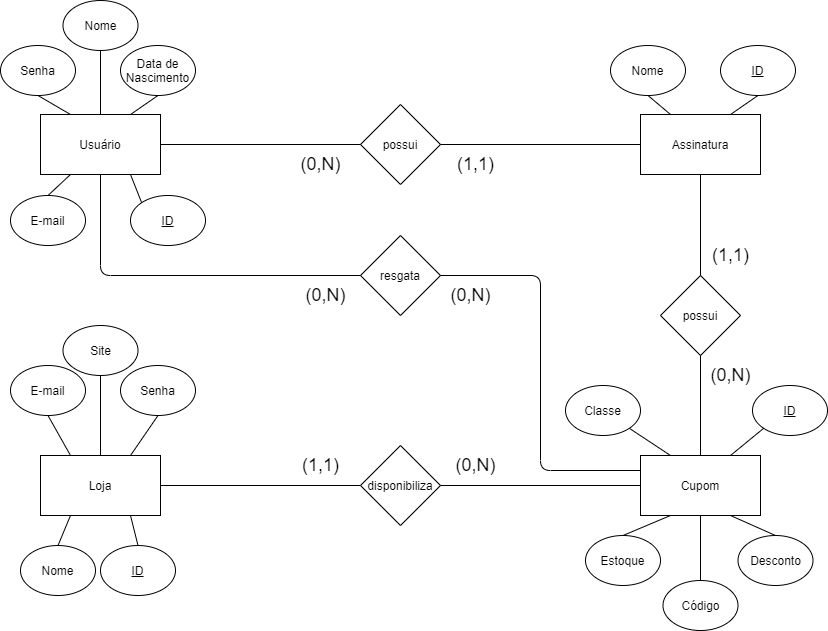 Nome
Senha
Data de
Nascimento
Nome
ID
Usuário
possui
Assinatura
(0,N)
(1,1)
E-mail
ID
(1,1)
resgata
(0,N)
(0,N)
possui
Site
(0,N)
E-mail
Senha
Classe
ID
(1,1)
(0,N)
Loja
disponibiliza
Cupom
Nome
ID
Estoque
Desconto
Código